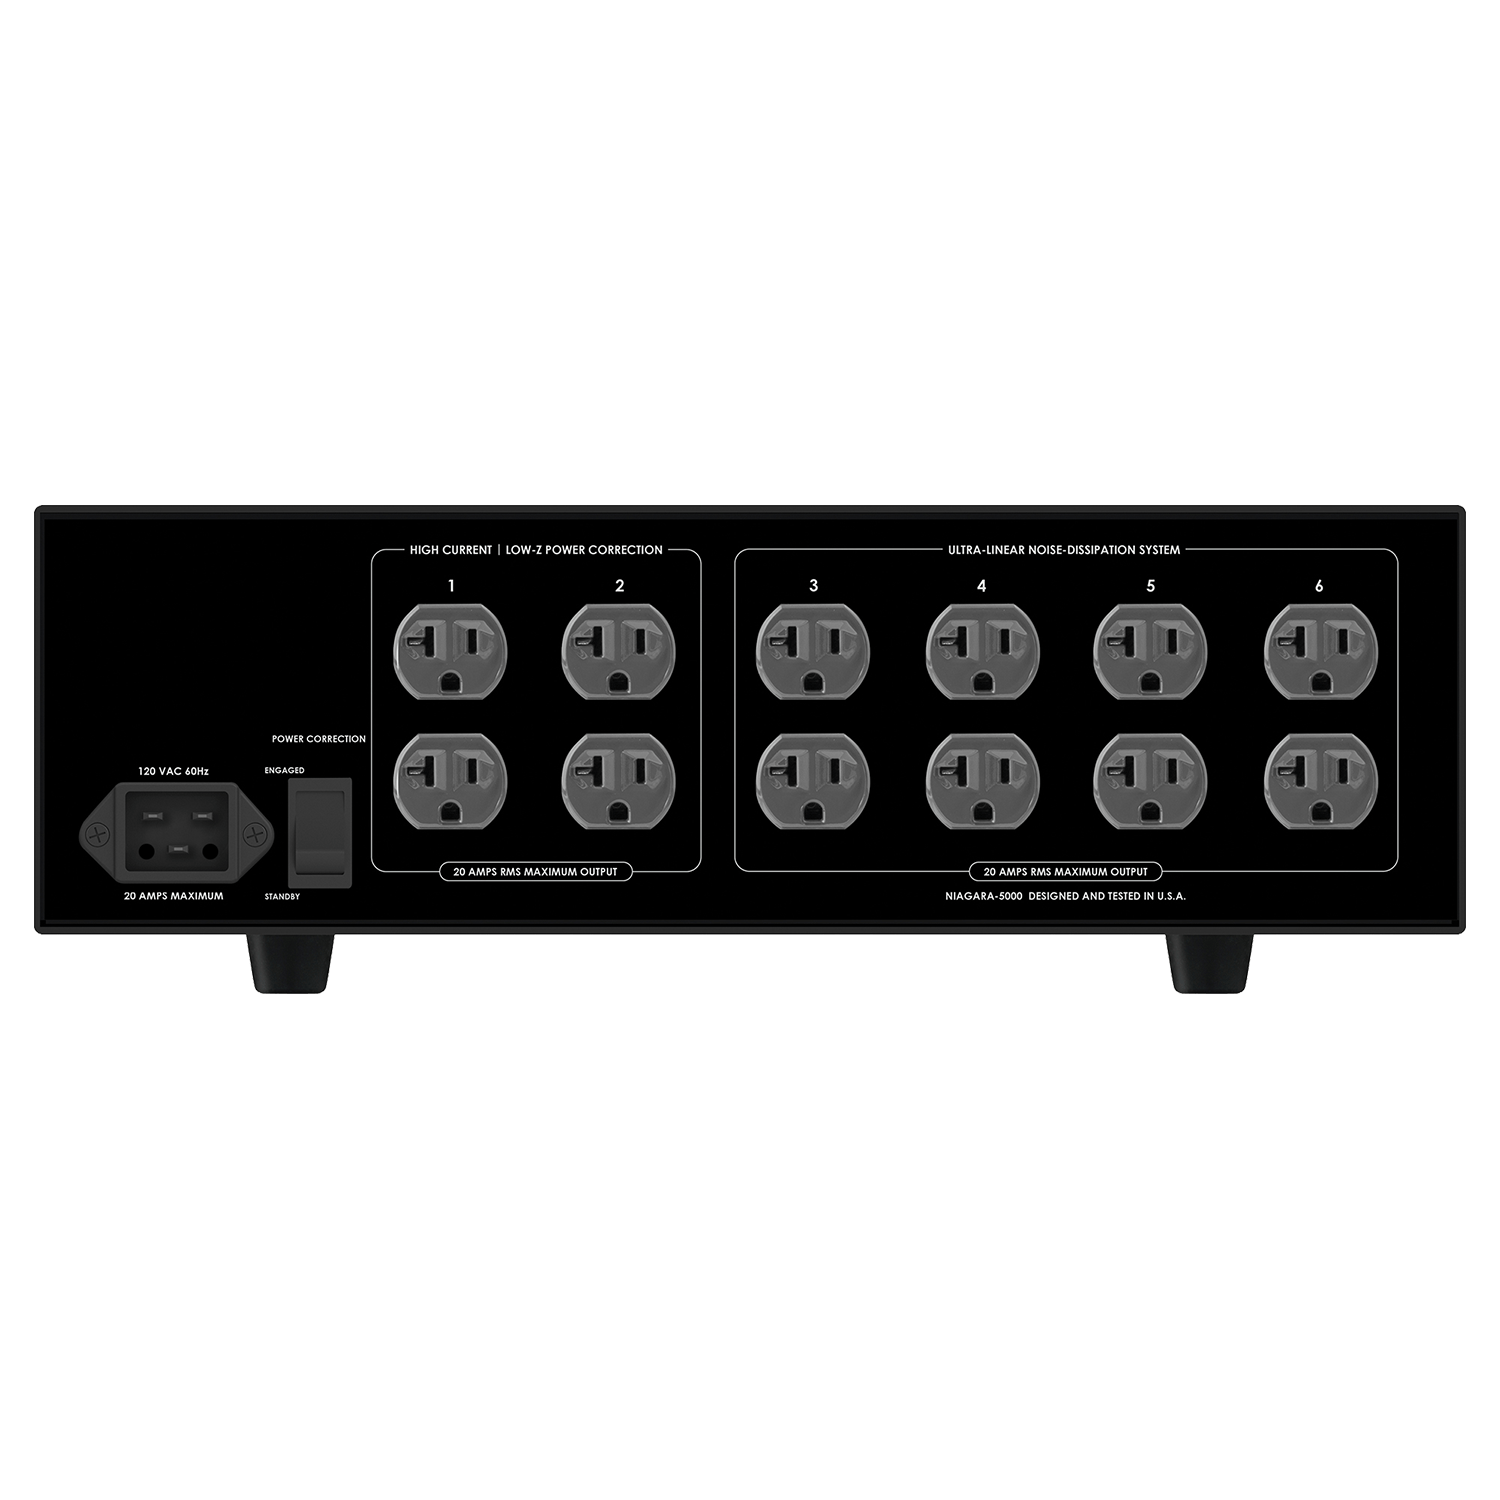 HIGH CURRENT | LOW-Z POWER CORRECTION
1 2
ULTRA-LINEAR NOISE-DISSIPATION SYSTEM
3 4 5 6
POWER CORRECTION
ENGAGED
STANDBY
120 VAC 60Hz
20 AMPS MAXIMUM
20 AMPS RMS MAXIMUM OUTPUT
20 AMPS RMS MAXIMUM OUTPUT
NIAGARA-5000 DESIGNED AND TESTED IN U.S.A.